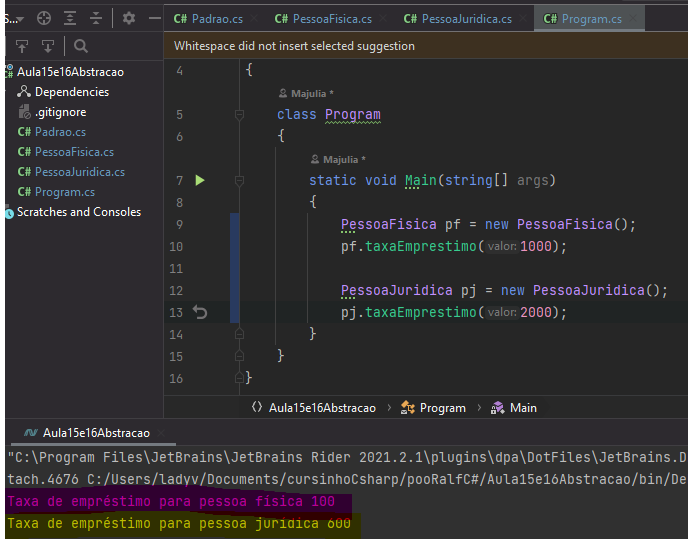 S...
C# Padrao.cs
C# PessoaFisica.cs
C# PessoaJuridica.cs
C# Program.cs
Whitespace did not insert selected suggestion
Aula15e16Abstracao
Dependencies
.gitignore
C# Padrao.cs
C# PessoaFisica.cs
C# PessoaJuridica.cs
C# Program.cs
Scratches and Consoles
4 {
Majulia *
5 class Program
6 {
Majulia *
7 static void Main(string[] args)
8 {
9 PessoaFisica pf = new PessoaFisica();
10 pf.taxaEmprestimo(valor:1000);
11
12 PessoaJuridica pj = new PessoaJuridica();
13 pj.taxaEmprestimo(valor:2000);
14 }
15 }
16 }
Aula15e16Abstracao > Program > Main
Aula15e16Abstracao
"C:\Program Files\JetBrains\JetBrains Rider 2021.2.1\plugins\dpa\DotFiles\JetBrains.D
tach.4676 C:/Users/ladyv/Documents/cursinhoCsharp/pooRalfC#/Aula15e16Abstracao/bin/De
Taxa de empréstimo para pessoa física 100
Taxa de empréstimo para pessoa jurídica 600